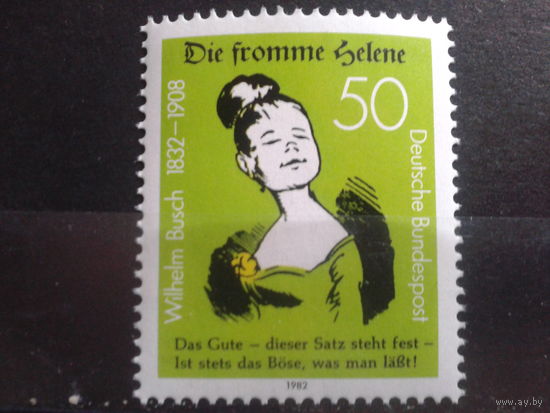 Die fromme Helene
50
Wilhelm Busch 1832–1908
Deutsche Bundespost
Das Gute – dieser Satz steht fest –
Ist stets das Böse, was man läßt!
1982
www.ay.by